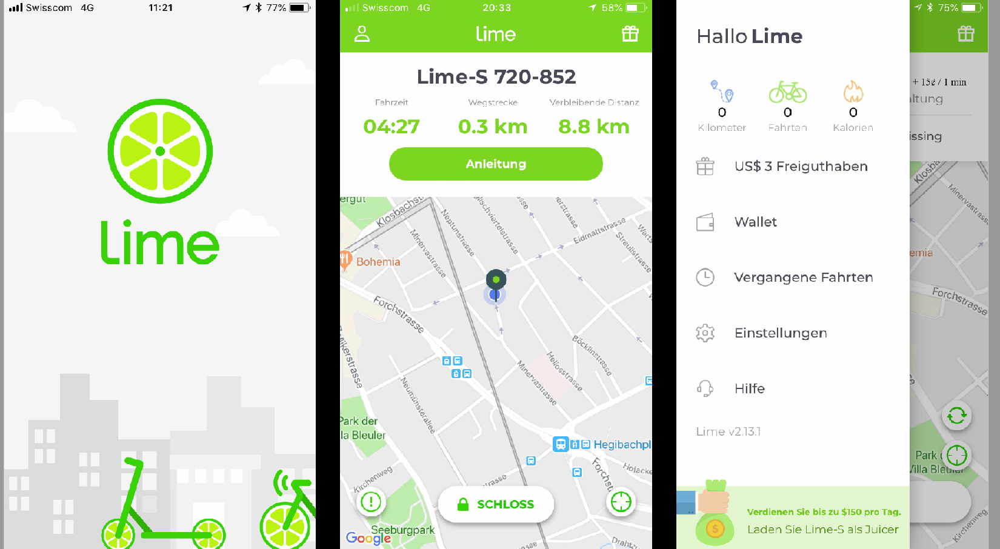 Swisscom 4G 11:21 77%
Lime
Swisscom 4G 20:33 58%
Lime
Lime-S 720-852
Fahrzeit Wegstrecke Verbleibende Distanz
04:27 0.3 km 8.8 km
Anleitung
ergut
Klosbachst
Neptunstrasse
Minervastrasse
Eidmattstrasse
Streulistrasse
Bohemia
Forchstrasse
Böcklinstrasse
Heliosstrasse
Minervastrasse
Neumünsterallee
Park der
lla Bleuler
Hegibachpl
Forchst
Hofacke
Kirchenweg
SCHLOSS
Seeburgpark
Google
Drahtzu
75%
Hallo Lime
0 0 0
Kilometer Fahrten Kalorien
US$ 3 Freiguthaben
Wallet
Vergangene Fahrten
Einstellungen
Hilfe
Lime v2.13.1
Verdienen Sie bis zu $150 pro Tag.
Laden Sie Lime-S als Juicer
+ 15¢ / 1 min
altung
issing
Klosba
Minervastras
emia
Forchstrasse
Park d
Villa Bleuler
Kirchenweg